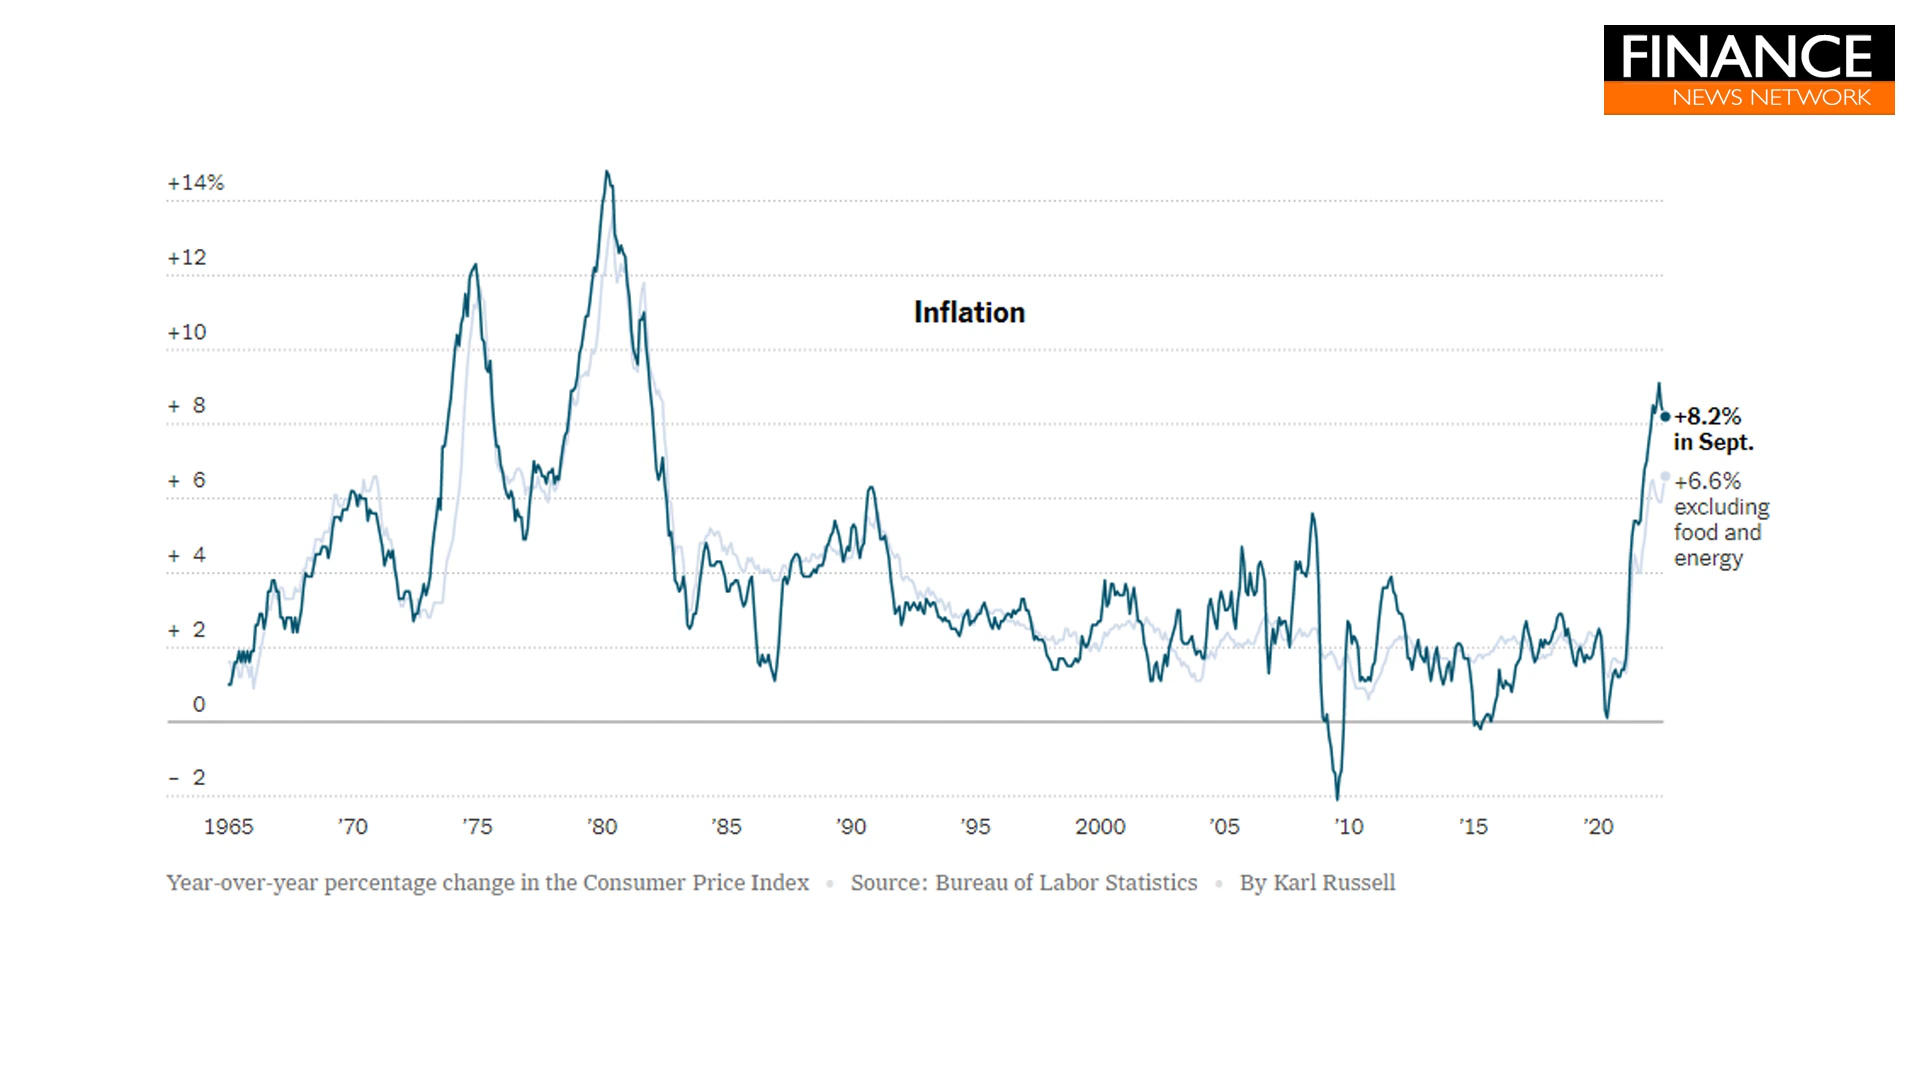 FINANCE
NEWS NETWORK
+14%
+12
+10
+ 8
+ 6
+ 4
+ 2
0
– 2
Inflation
+8.2%
in Sept.
+6.6%
excluding
food and
energy
1965 ’70 ’75 ’80 ’85 ’90 ’95 2000 ’05 ’10 ’15 ’20
Year-over-year percentage change in the Consumer Price Index • Source: Bureau of Labor Statistics • By Karl Russell